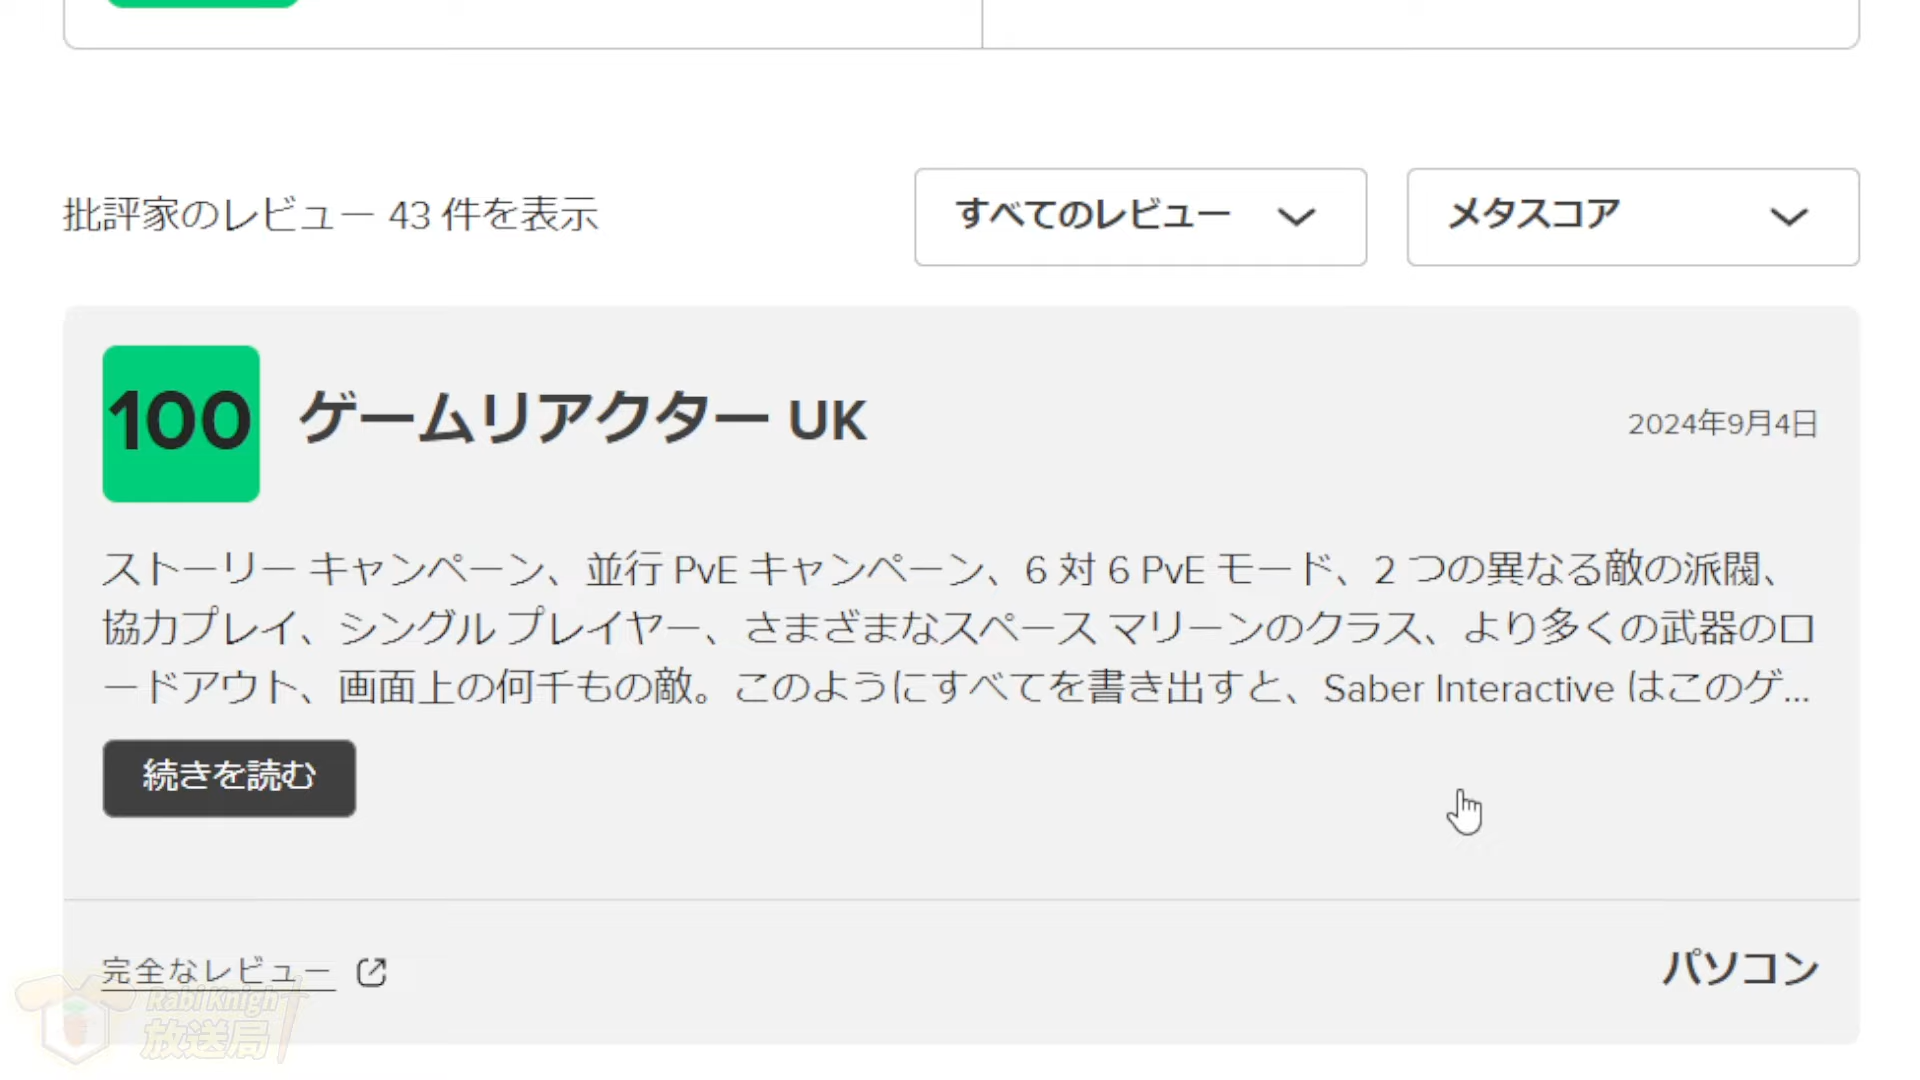 批評家のレビュー 43 件を表示
すべてのレビュー
メタスコア
100
ゲームリアクター UK
2024年9月4日
ストーリー キャンペーン、並行 PvE キャンペーン、6 対 6 PvE モード、2 つの異なる敵の派閥、
協力プレイ、シングル プレイヤー、さまざまなスペース マリーンのクラス、より多くの武器のロ
ードアウト、画面上の何千もの敵。このようにすべてを書き出すと、Saber Interactive はこのゲ...
続きを読む
完全なレビュー
パソコン
Rabi Knight
放送局